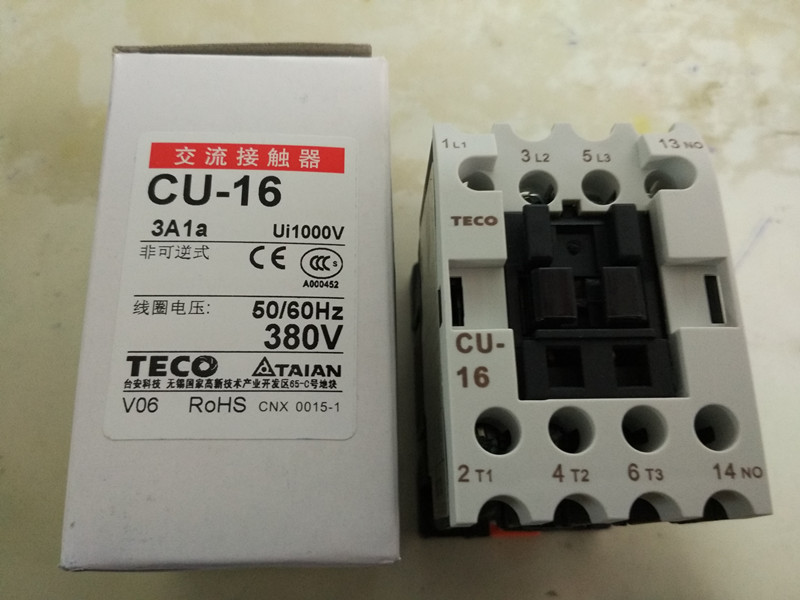 交流接触器
CU-16
3A1a Ui1000V
非可逆式 CE CCC S
A000452
线圈电压: 50/60Hz
380V
TECO TAIAN
台安科技 无锡国家高新技术产业开发区65-C号地块
V06 RoHS CNX 0015-1
1 L1 3 L2 5 L3 13 NO
TECO
CU-
16
2 T1 4 T2 6 T3 14 NO